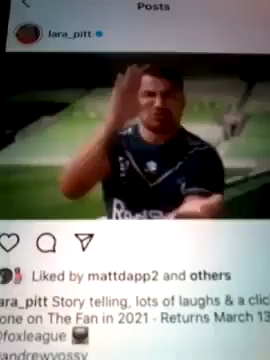 Posts
lara_pitt
Liked by mattdapp2 and others
ara_pitt Story telling, lots of laughs & a clic
one on The Fan in 2021 - Returns March 13
@foxleague
andrewvossy